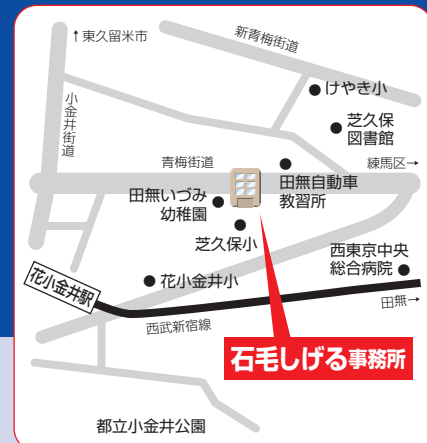 ↑東久留米市
新青梅街道
けやき小
小金井街道
芝久保
図書館
青梅街道
練馬区→
田無自動車
教習所
田無いづみ
幼稚園
芝久保小
西東京中央
総合病院
花小金井小
花小金井駅
田無→
西武新宿線
石毛しげる事務所
都立小金井公園